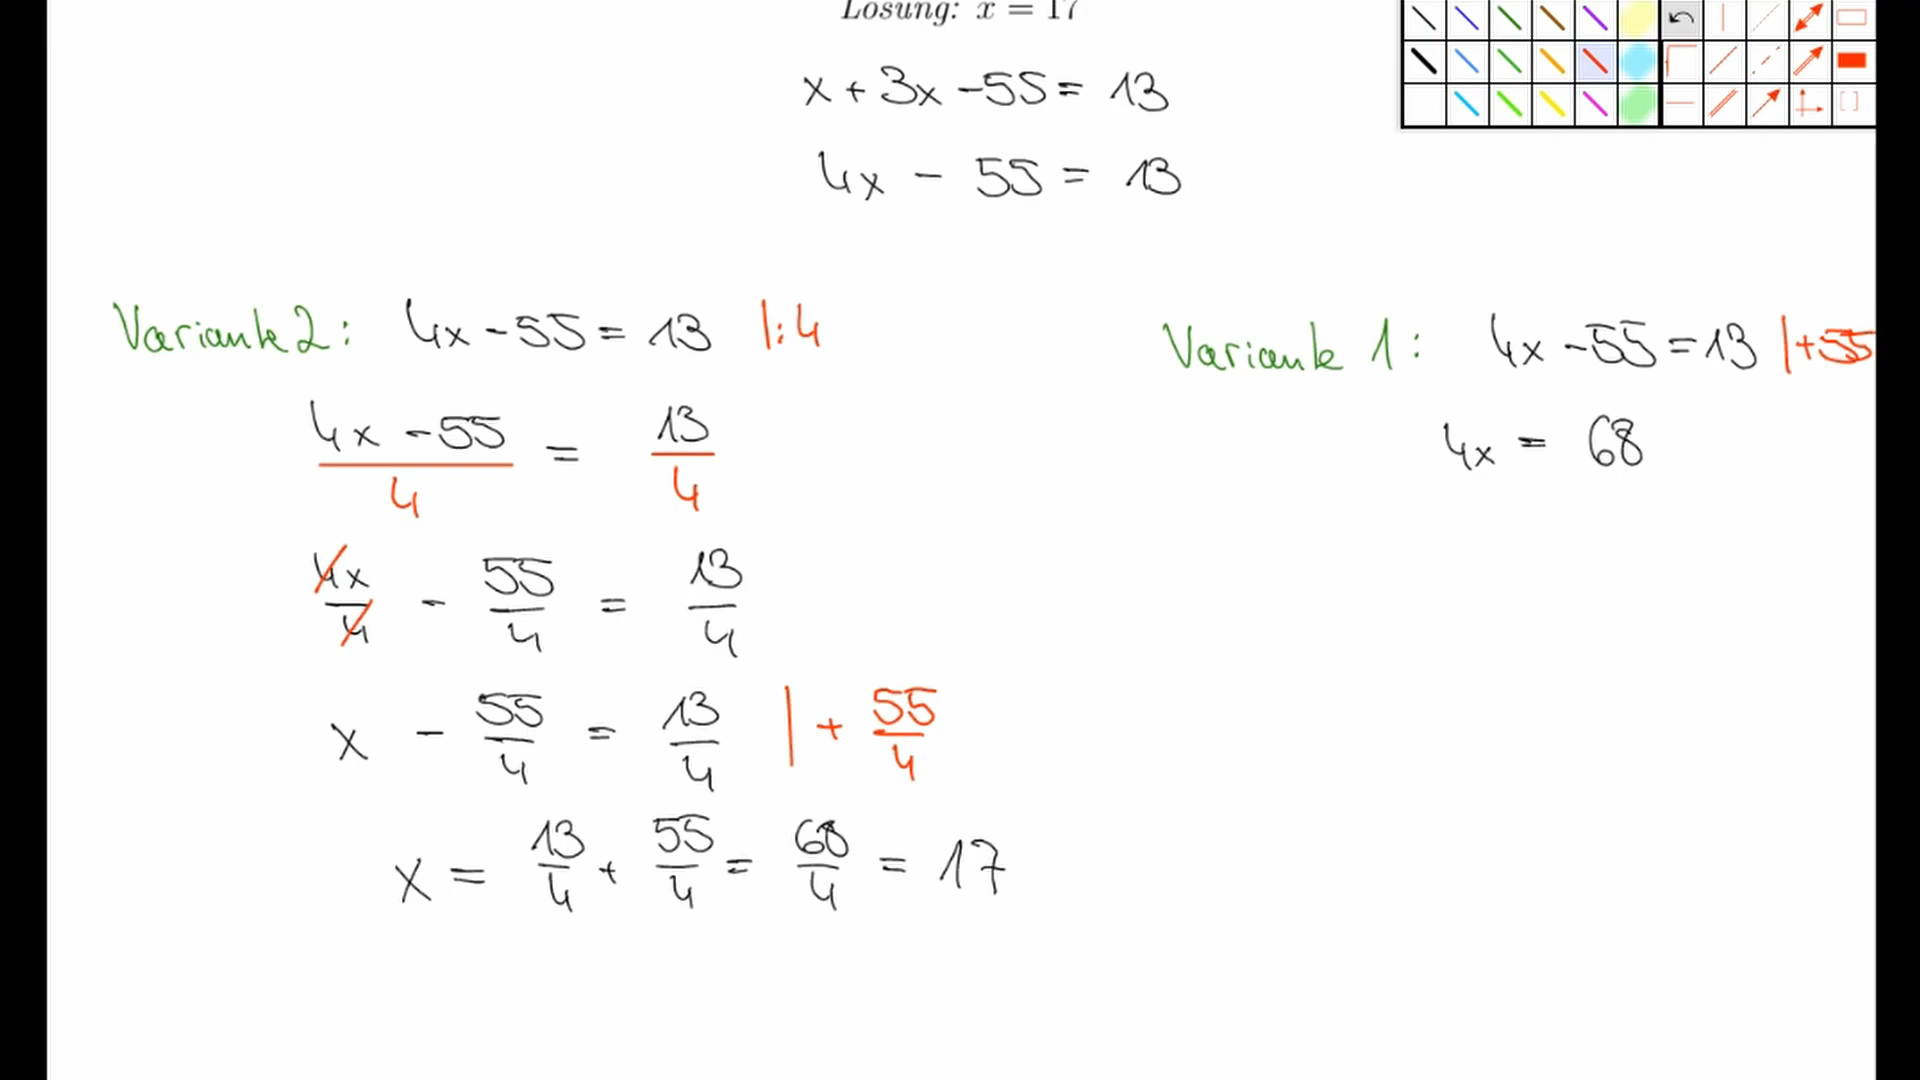 Lösung: x = 17
x + 3x - 55 = 13
4x - 55 = 13
Variante 2: 4x - 55 = 13 | : 4
(4x - 55)/4 = 13/4
4x/4 - 55/4 = 13/4
x - 55/4 = 13/4 | + 55/4
x = 13/4 + 55/4 = 68/4 = 17
Variante 1: 4x - 55 = 13 | + 55
4x = 68